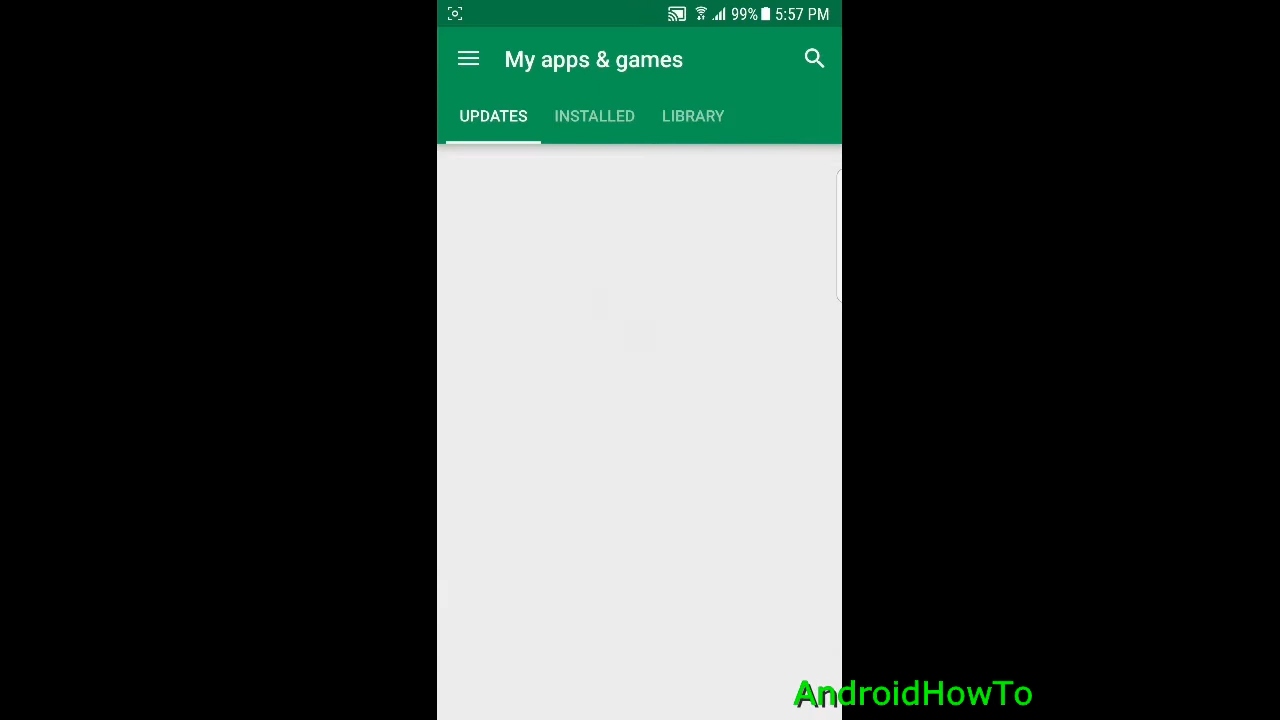 99% 5:57 PM
My apps & games
UPDATES INSTALLED LIBRARY
AndroidHowTo